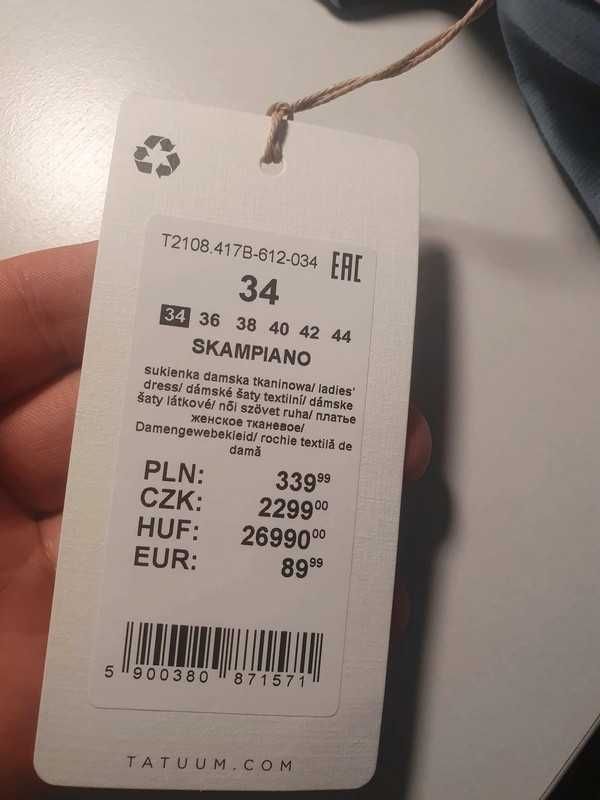 T2108.417B-612-034 EAC
34
34 36 38 40 42 44
SKAMPIANO
sukienka damska tkaninowa/ ladies'
dress/ dámské šaty textilní/ dámske
šaty látkové/ női szövet ruha/ платье
женское тканевое/
Damengewebekleid/ rochie textilă de
damă
PLN: 339⁹⁹
CZK: 2299⁰⁰
HUF: 26990⁰⁰
EUR: 89⁹⁹
5 900380 871571
TATUUM.COM